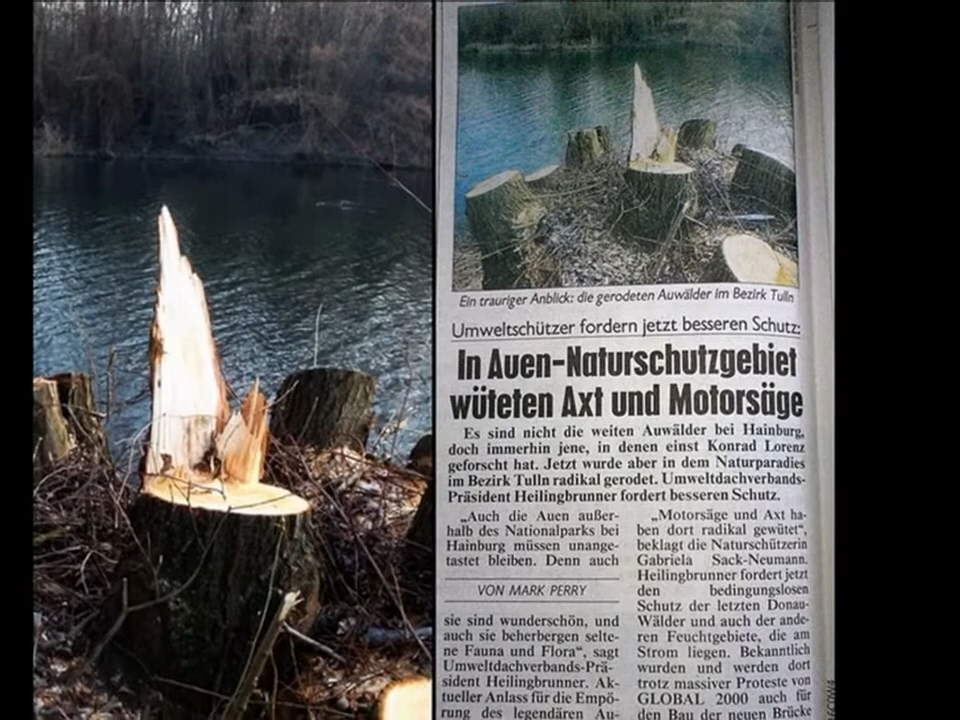 Ein trauriger Anblick: die gerodeten Auwälder im Bezirk Tulln
Umweltschützer fordern jetzt besseren Schutz:
In Auen-Naturschutzgebiet
wüteten Axt und Motorsäge
Es sind nicht die weiten Auwälder bei Hainburg,
doch immerhin jene, in denen einst Konrad Lorenz
geforscht hat. Jetzt wurde aber in dem Naturparadies
im Bezirk Tulln radikal gerodet. Umweltdachverbands-
Präsident Heilingbrunner fordert besseren Schutz.
„Auch die Auen außer-
halb des Nationalparks bei
Hainburg müssen unange-
tastet bleiben. Denn auch
VON MARK PERRY
sie sind wunderschön, und
auch sie beherbergen selte-
ne Fauna und Flora“, sagt
Umweltdachverbands-Prä-
sident Heilingbrunner. Ak-
tueller Anlass für die Empö-
rung des legendären Au-
„Motorsäge und Axt ha-
ben dort radikal gewütet“,
beklagt die Naturschützerin
Gabriela Sack-Neumann.
Heilingbrunner fordert jetzt
den bedingungslosen
Schutz der letzten Donau-
Wälder und auch der ande-
ren Feuchtgebiete, die am
Strom liegen. Bekanntlich
wurden und werden dort
trotz massiver Proteste von
GLOBAL 2000 auch für
den Bau der neuen Brücke